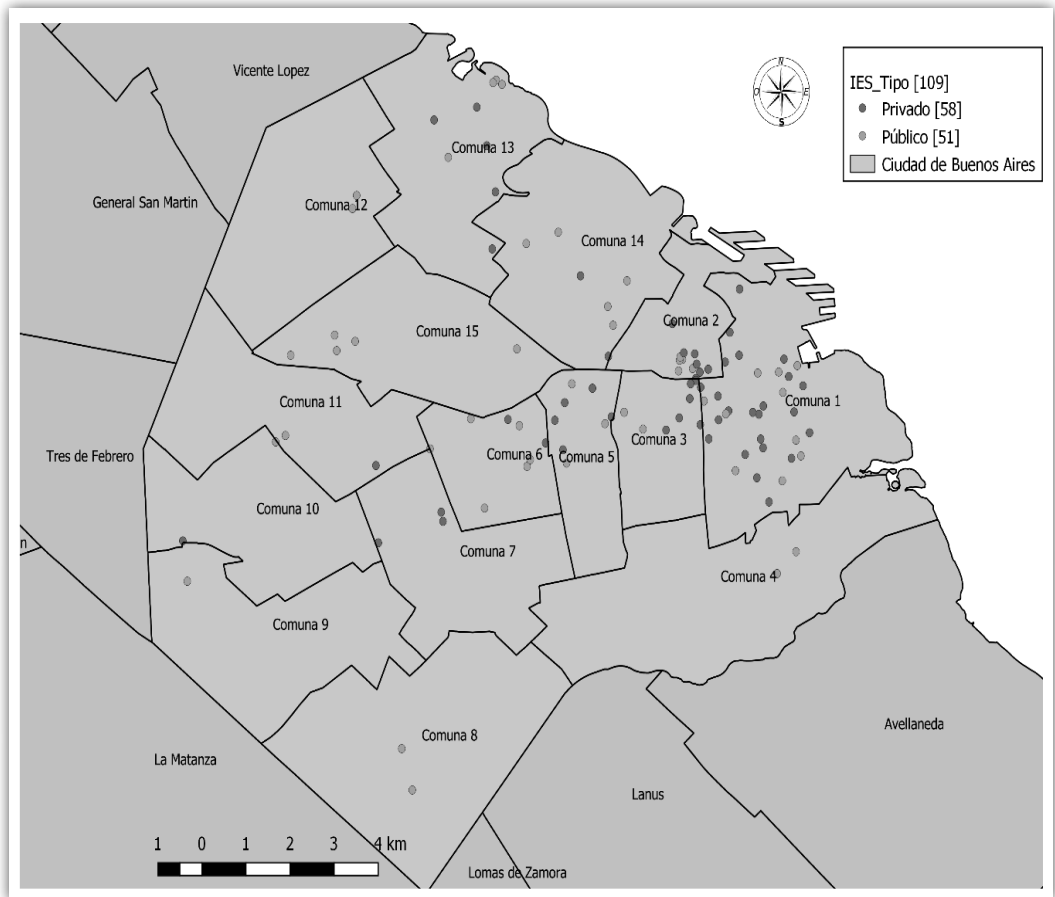 Vicente Lopez
N
O
E
S
IES_Tipo [109]
Privado [58]
Público [51]
Ciudad de Buenos Aires
Comuna 13
General San Martin
Comuna 12
Comuna 14
Comuna 2
Comuna 15
Comuna 11
Comuna 1
Comuna 3
Tres de Febrero
Comuna 6
Comuna 5
Comuna 10
n
Comuna 7
Comuna 4
Comuna 9
Comuna 8
Avellaneda
La Matanza
Lanus
1 0 1 2 3 4 km
Lomas de Zamora